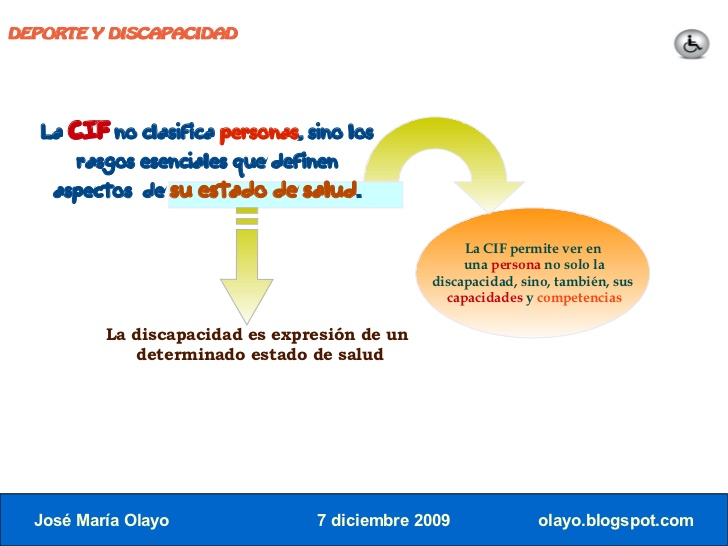 DEPORTE Y DISCAPACIDAD
La CIF no clasifica personas, sino los
rasgos esenciales que definen
aspectos de su estado de salud.
La CIF permite ver en
una persona no solo la
discapacidad, sino, también, sus
capacidades y competencias
La discapacidad es expresión de un
determinado estado de salud
José María Olayo
7 diciembre 2009
olayo.blogspot.com